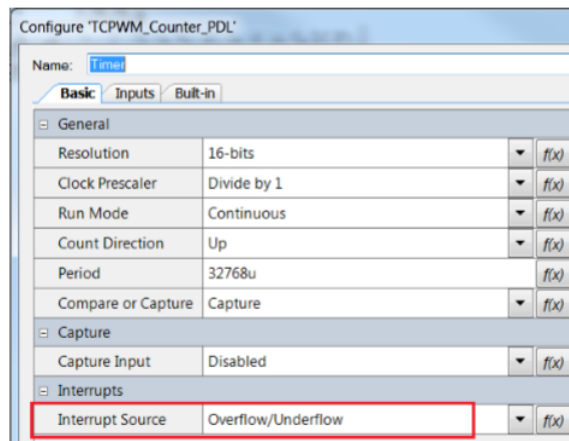 Configure 'TCPWM_Counter_PDL'
Name: Timer
Basic Inputs Built-in
General
Resolution 16-bits f(x)
Clock Prescaler Divide by 1 f(x)
Run Mode Continuous f(x)
Count Direction Up f(x)
Period 32768u f(x)
Compare or Capture Capture f(x)
Capture
Capture Input Disabled f(x)
Interrupts
Interrupt Source Overflow/Underflow f(x)